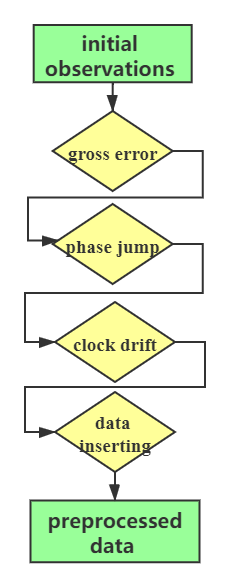 initial
observations
gross error
phase jump
clock drift
data
inserting
preprocessed
data